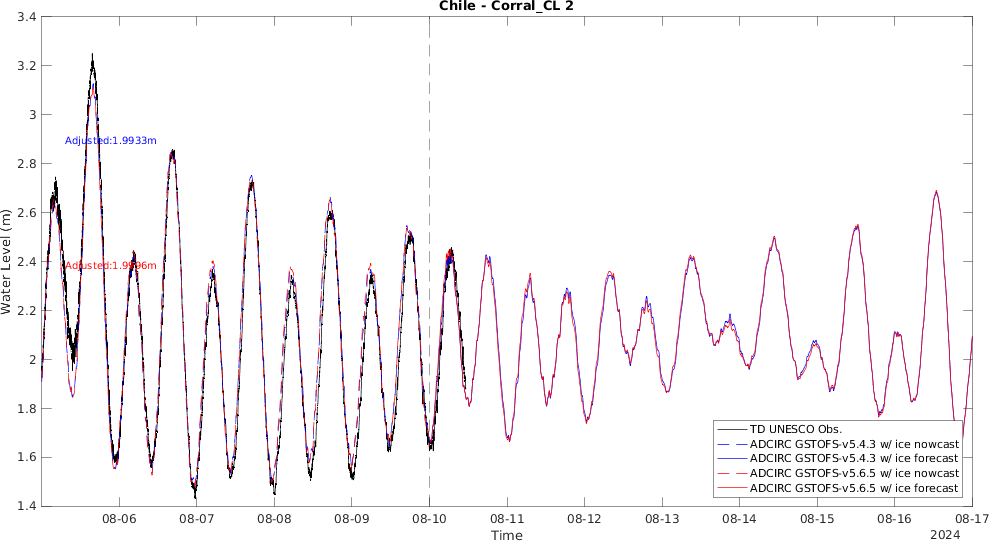 Chile - Corral_CL 2
3.4
3.2
3
2.8
2.6
2.4
2.2
2
1.8
1.6
1.4
Water Level (m)
Adjusted:1.9933m
TD UNESCO Obs.
ADCIRC GSTOFS-v5.4.3 w/ ice nowcast
ADCIRC GSTOFS-v5.4.3 w/ ice forecast
ADCIRC GSTOFS-v5.6.5 w/ ice nowcast
ADCIRC GSTOFS-v5.6.5 w/ ice forecast
08-06 08-07 08-08 08-09 08-10 08-11 08-12 08-13 08-14 08-15 08-16 08-17
Time
2024